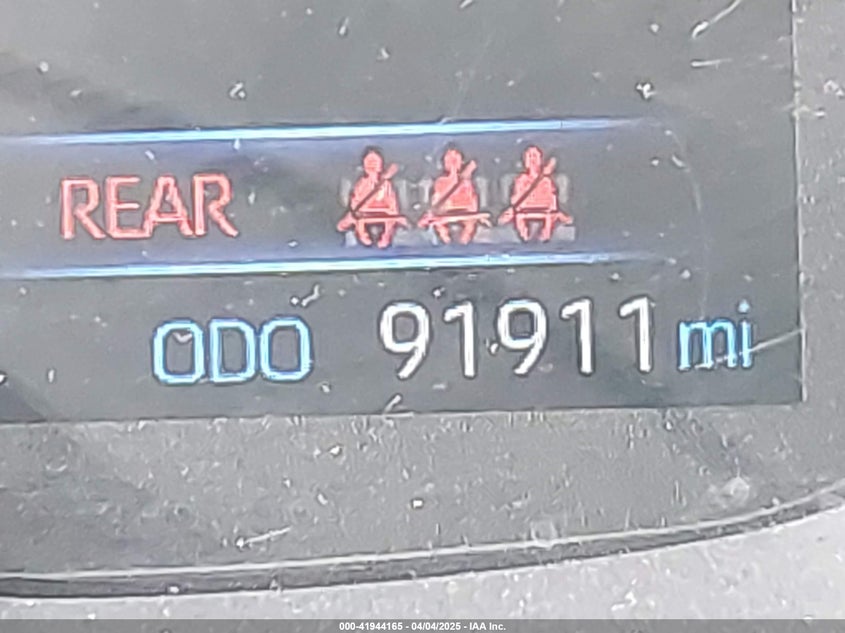 REAR
ODO 91911 mi
000-41944165 - 04/04/2025 - IAA Inc.